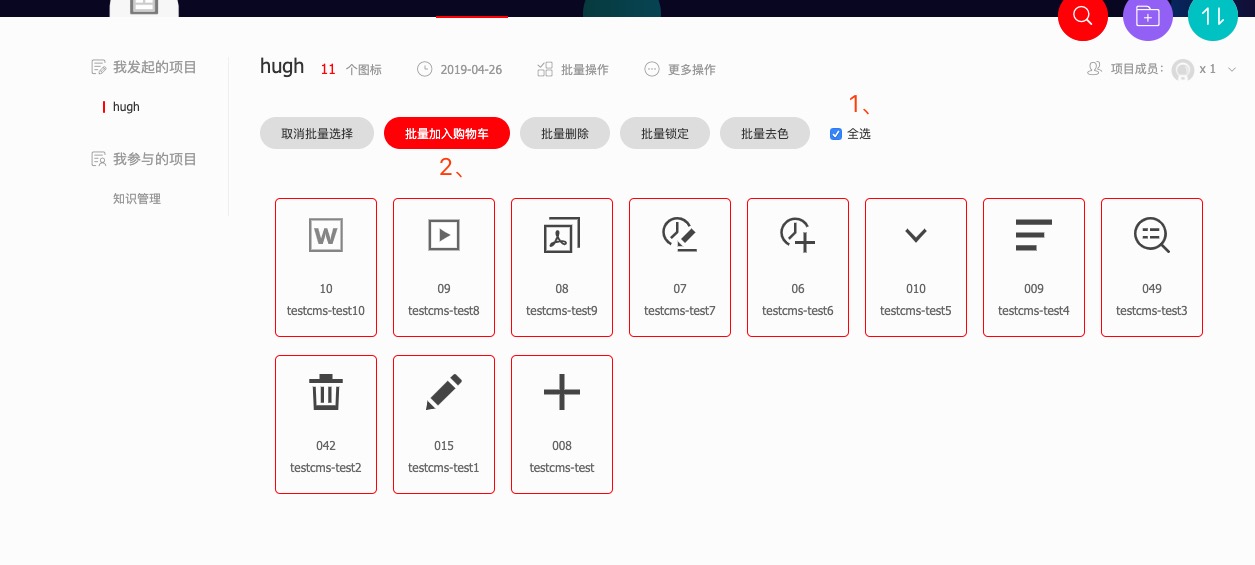 我发起的项目
hugh
我参与的项目
知识管理
hugh 11 个图标 2019-04-26 批量操作 更多操作 项目成员： x 1
1、
取消批量选择 批量加入购物车 批量删除 批量锁定 批量去色 全选
2、
W
10 09 08 07 06 010 009 049
testcms-test10 testcms-test8 testcms-test9 testcms-test7 testcms-test6 testcms-test5 testcms-test4 testcms-test3
042 015 008
testcms-test2 testcms-test1 testcms-test